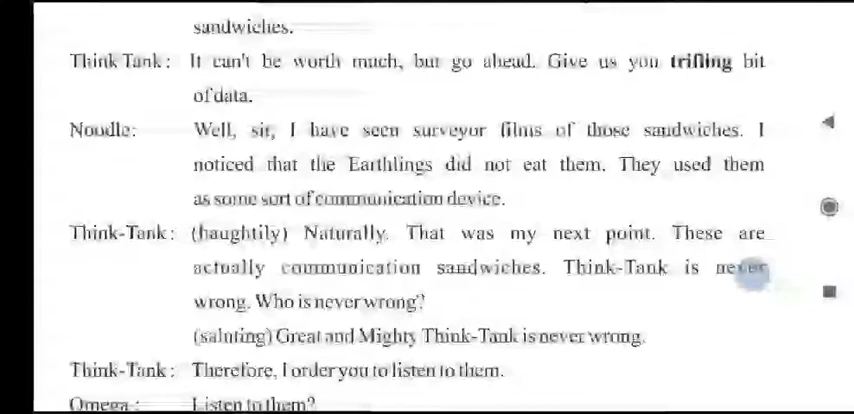 sandwiches.
Think Tank: It can't be worth much, but go ahead. Give us you trifling bit
of data.
Noodle: Well, sir, I have seen surveyor films of those sandwiches. I
noticed that the Earthlings did not eat them. They used them
as some sort of communication device.
Think-Tank: (haughtily) Naturally. That was my next point. These are
actually communication sandwiches. Think-Tank is never
wrong. Who is never wrong?
(saluting) Great and Mighty Think-Tank is never wrong.
Think-Tank: Therefore, I order you to listen to them.
Omega: Listen to them?